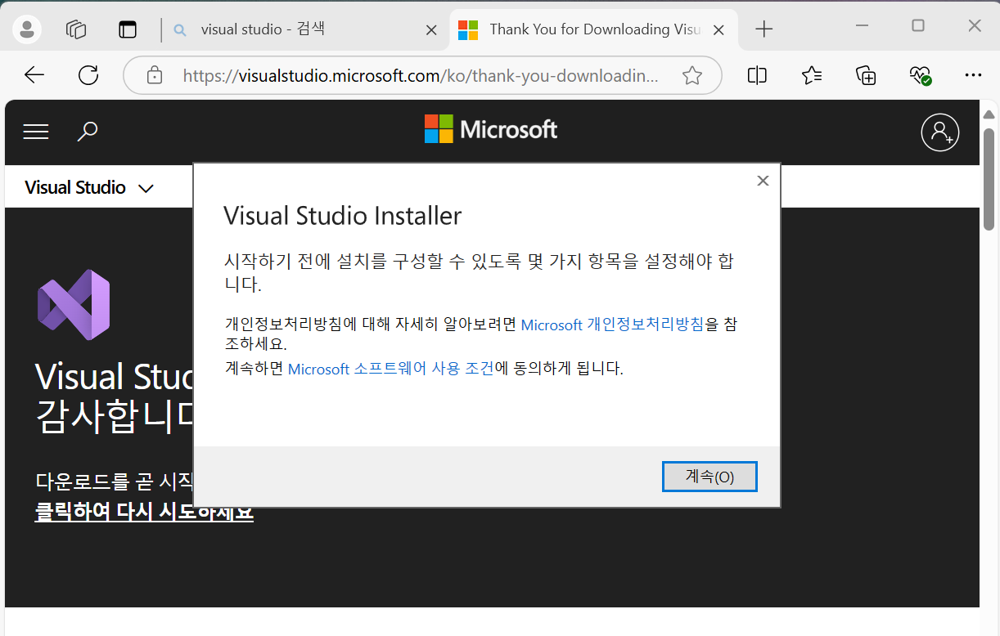 visual studio - 검색
Thank You for Downloading Visu
https://visualstudio.microsoft.com/ko/thank-you-downloadin...
Microsoft
Visual Studio
Visual Studio Installer
시작하기 전에 설치를 구성할 수 있도록 몇 가지 항목을 설정해야 합
니다.
개인정보처리방침에 대해 자세히 알아보려면 Microsoft 개인정보처리방침을 참
조하세요.
계속하면 Microsoft 소프트웨어 사용 조건에 동의하게 됩니다.
계속(O)
Visual Stud
감사합니다
다운로드를 곧 시작
클릭하여 다시 시도하세요